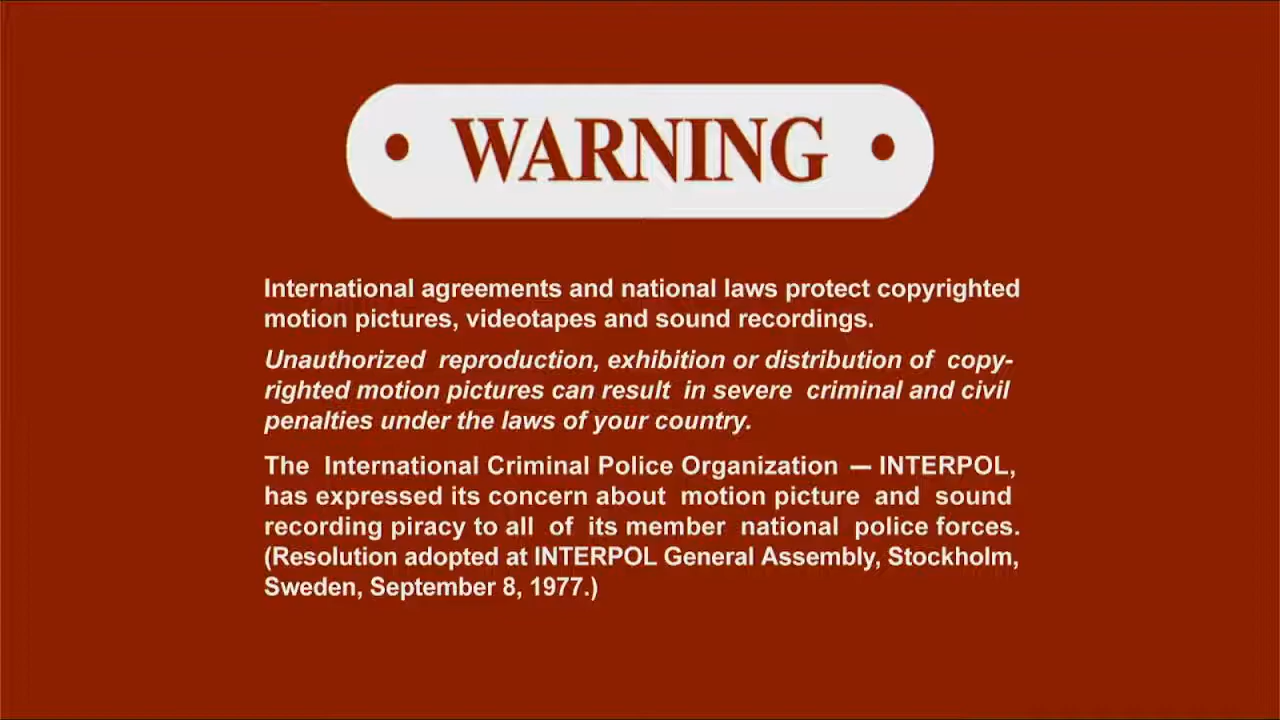 • WARNING •
International agreements and national laws protect copyrighted
motion pictures, videotapes and sound recordings.
Unauthorized reproduction, exhibition or distribution of copy-
righted motion pictures can result in severe criminal and civil
penalties under the laws of your country.
The International Criminal Police Organization — INTERPOL,
has expressed its concern about motion picture and sound
recording piracy to all of its member national police forces.
(Resolution adopted at INTERPOL General Assembly, Stockholm,
Sweden, September 8, 1977.)